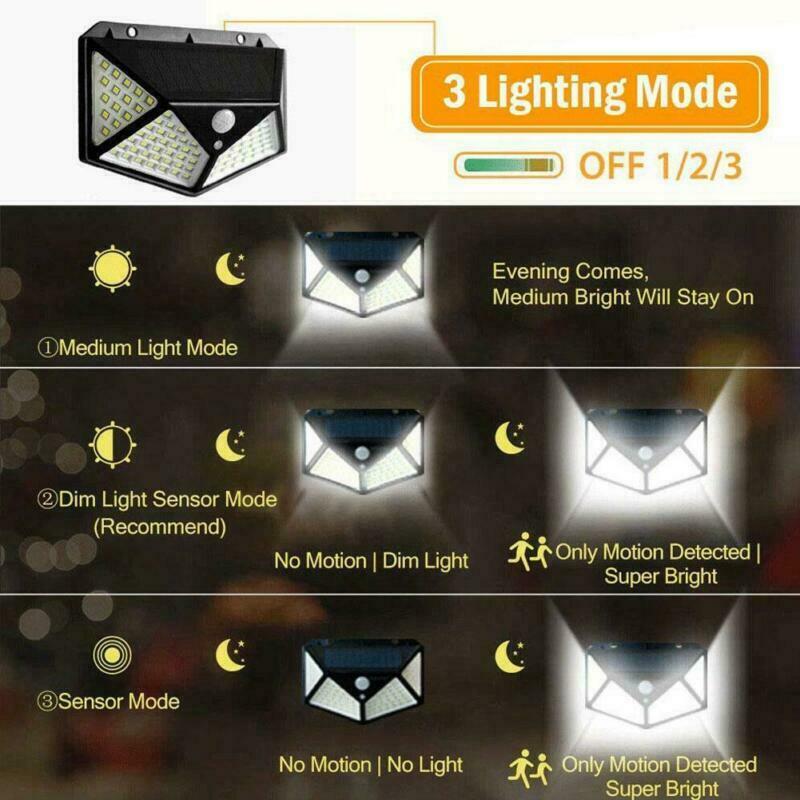 3 Lighting Mode
OFF 1/2/3
Evening Comes,
Medium Bright Will Stay On
①Medium Light Mode
②Dim Light Sensor Mode
(Recommend)
No Motion | Dim Light
Only Motion Detected |
Super Bright
③Sensor Mode
No Motion | No Light
Only Motion Detected
Super Bright